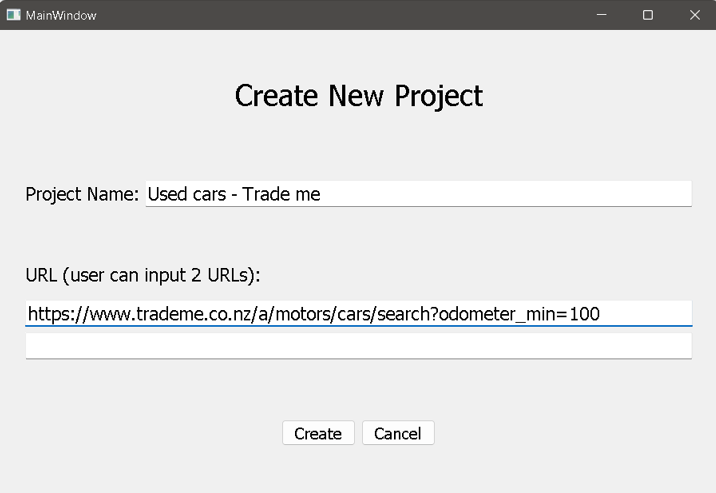 MainWindow
Create New Project
Project Name: Used cars - Trade me
URL (user can input 2 URLs):
https://www.trademe.co.nz/a/motors/cars/search?odometer_min=100
Create Cancel